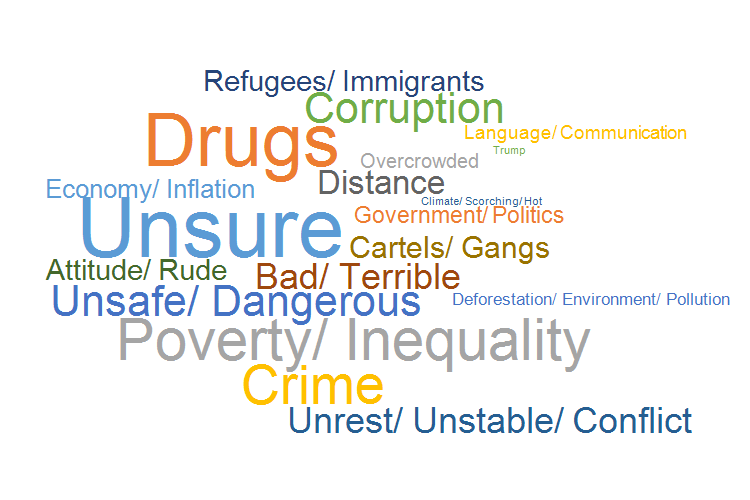 Refugees/ Immigrants
Corruption
Drugs
Language/ Communication
Trump
Overcrowded
Distance
Economy/ Inflation
Climate/ Scorching/ Hot
Unsure
Government/ Politics
Cartels/ Gangs
Attitude/ Rude
Bad/ Terrible
Unsafe/ Dangerous
Deforestation/ Environment/ Pollution
Poverty/ Inequality
Crime
Unrest/ Unstable/ Conflict